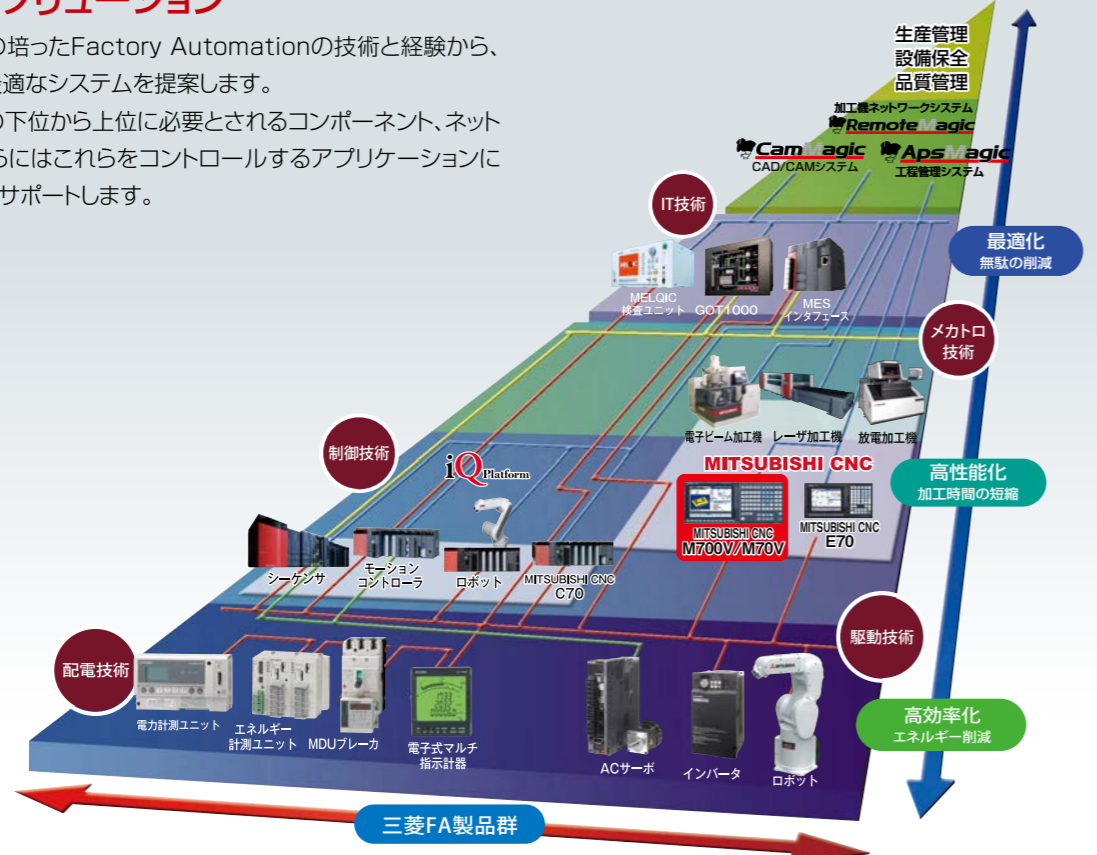 ソリューション
の培ったFactory Automationの技術と経験から、
最適なシステムを提案します。
の下位から上位に必要とされるコンポーネント、ネット
らにはこれらをコントロールするアプリケーションに
サポートします。
生産管理
設備保全
品質管理
加工機ネットワークシステム
RemoteMagic
CamMagic
CAD/CAMシステム
ApsMagic
工程管理システム
IT技術
最適化
無駄の削減
MELQIC
検査ユニット
GOT1000
MES
インタフェース
メカトロ
技術
電子ビーム加工機
レーザ加工機
放電加工機
制御技術
iQ Platform
MITSUBISHI CNC
高性能化
加工時間の短縮
MITSUBISHI CNC
M700V/M70V
MITSUBISHI CNC
E70
シーケンサ
モーション
コントローラ
ロボット
MITSUBISHI CNC
C70
駆動技術
配電技術
電力計測ユニット
エネルギー
計測ユニット
MDUブレーカ
電子式マルチ
指示計器
ACサーボ
インバータ
ロボット
高効率化
エネルギー削減
三菱FA製品群